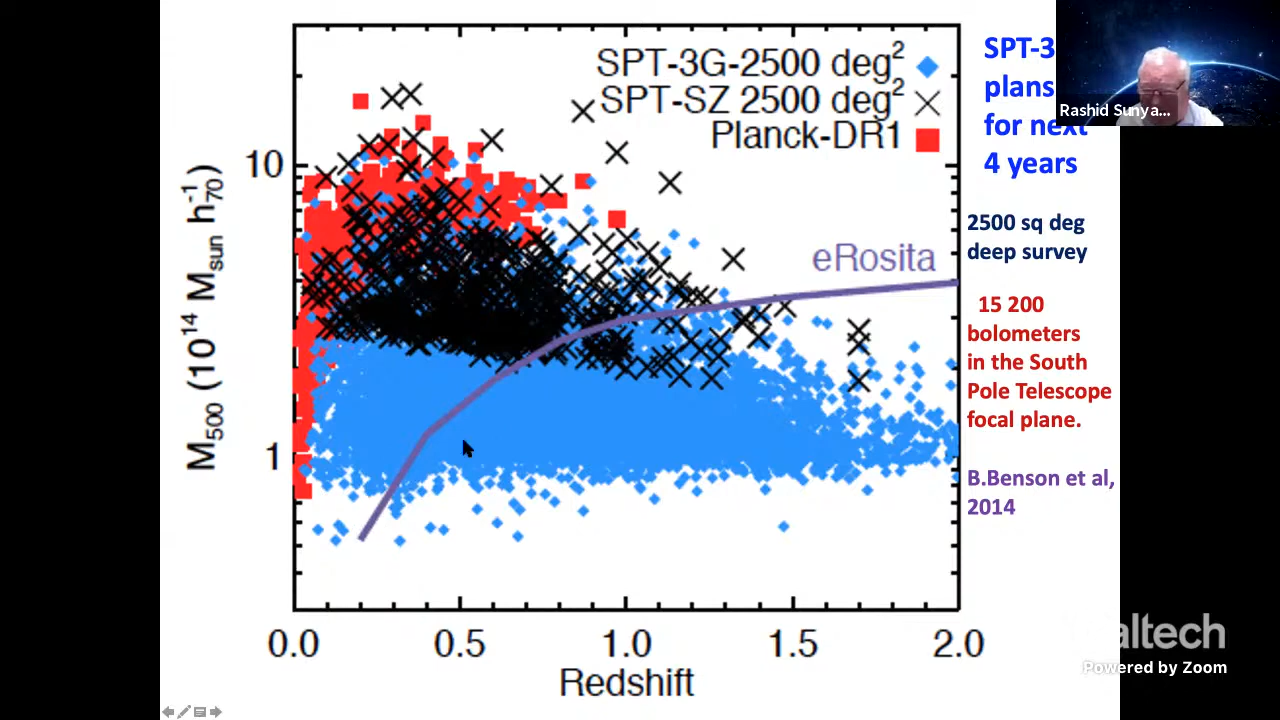 SPT-3G-2500 deg2
SPT-SZ 2500 deg2
Planck-DR1
eRosita
10
1
M500 (1014 Msun h70-1)
0.0 0.5 1.0 1.5 2.0
Redshift
SPT-3
plans
for next
4 years
2500 sq deg
deep survey
15 200
bolometers
in the South
Pole Telescope
focal plane.
B.Benson et al,
2014
Rashid Sunya...
altech
Powered by Zoom